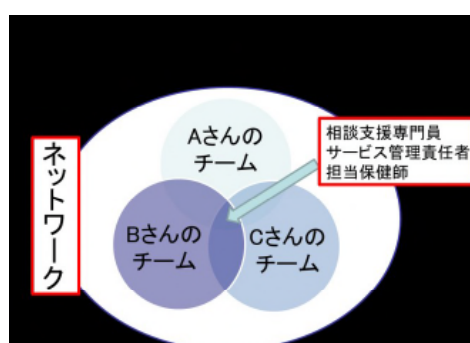 ネットワーク
Aさんの
チーム
Bさんの
チーム
Cさんの
チーム
相談支援専門員
サービス管理責任者
担当保健師